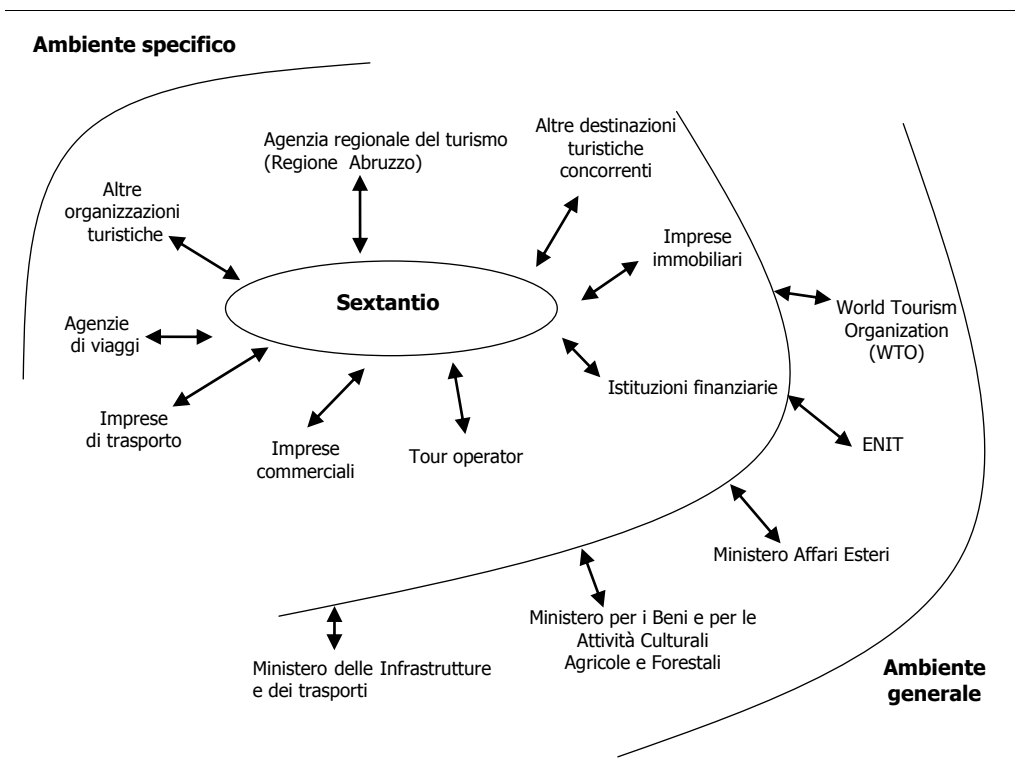 Ambiente specifico
Agenzia regionale del turismo
(Regione Abruzzo)
Altre destinazioni
turistiche
concorrenti
Altre
organizzazioni
turistiche
Imprese
immobiliari
Sextantio
World Tourism
Organization
(WTO)
Agenzie
di viaggi
Istituzioni finanziarie
Imprese
di trasporto
Imprese
commerciali
Tour operator
ENIT
Ministero Affari Esteri
Ministero per i Beni e per le
Attività Culturali
Agricole e Forestali
Ministero delle Infrastrutture
e dei trasporti
Ambiente
generale